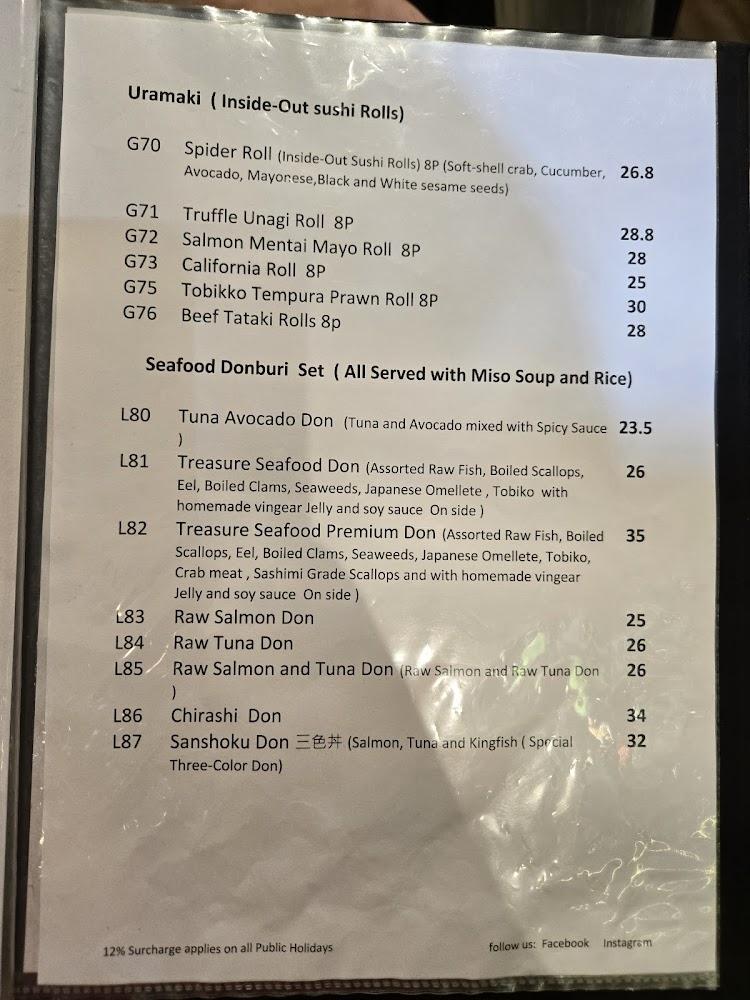 Uramaki ( Inside-Out sushi Rolls)
G70 Spider Roll (Inside-Out Sushi Rolls) 8P (Soft-shell crab, Cucumber, 26.8
Avocado, Mayonese,Black and White sesame seeds)
G71 Truffle Unagi Roll 8P 28.8
G72 Salmon Mentai Mayo Roll 8P 28
G73 California Roll 8P 25
G75 Tobikko Tempura Prawn Roll 8P 30
G76 Beef Tataki Rolls 8p 28
Seafood Donburi Set ( All Served with Miso Soup and Rice)
L80 Tuna Avocado Don (Tuna and Avocado mixed with Spicy Sauce 23.5
)
L81 Treasure Seafood Don (Assorted Raw Fish, Boiled Scallops, 26
Eel, Boiled Clams, Seaweeds, Japanese Omellete , Tobiko with
homemade vingear Jelly and soy sauce On side )
L82 Treasure Seafood Premium Don (Assorted Raw Fish, Boiled 35
Scallops, Eel, Boiled Clams, Seaweeds, Japanese Omellete, Tobiko,
Crab meat , Sashimi Grade Scallops and with homemade vingear
Jelly and soy sauce On side )
L83 Raw Salmon Don 25
L84 Raw Tuna Don 26
L85 Raw Salmon and Tuna Don (Raw Salmon and Raw Tuna Don 26
)
L86 Chirashi Don 34
L87 Sanshoku Don 三色丼 (Salmon, Tuna and Kingfish ( Special 32
Three-Color Don)
12% Surcharge applies on all Public Holidays
follow us: Facebook Instagram